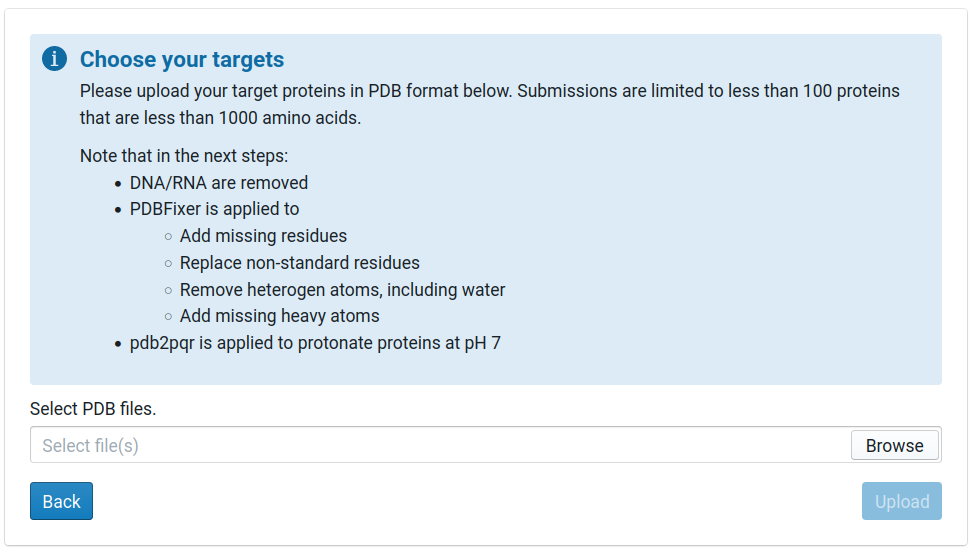 Choose your targets
Please upload your target proteins in PDB format below. Submissions are limited to less than 100 proteins
that are less than 1000 amino acids.
Note that in the next steps:
• DNA/RNA are removed
• PDBFixer is applied to
○ Add missing residues
○ Replace non-standard residues
○ Remove heterogen atoms, including water
○ Add missing heavy atoms
• pdb2pqr is applied to protonate proteins at pH 7
Select PDB files.
Select file(s) Browse
Back Upload